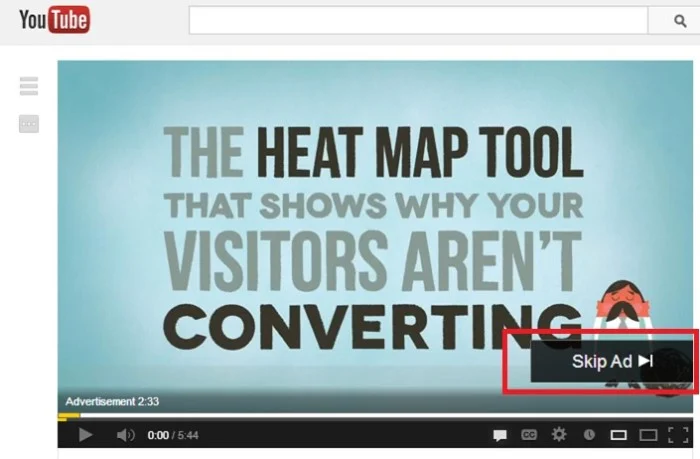 YouTube
THE HEAT MAP TOOL
THAT SHOWS WHY YOUR
VISITORS AREN'T
CONVERTING
Skip Ad
Advertisement 2:33
0:00 / 5:44
CC